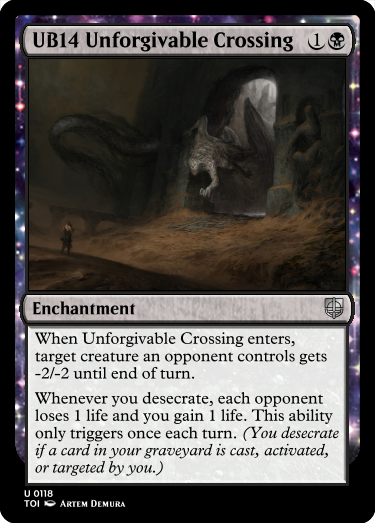 UB14 Unforgivable Crossing 1
Enchantment
When Unforgivable Crossing enters,
target creature an opponent controls gets
-2/-2 until end of turn.
Whenever you desecrate, each opponent
loses 1 life and you gain 1 life. This ability
only triggers once each turn. (You desecrate
if a card in your graveyard is cast, activated,
or targeted by you.)
U 0118
TOI Artem Demura